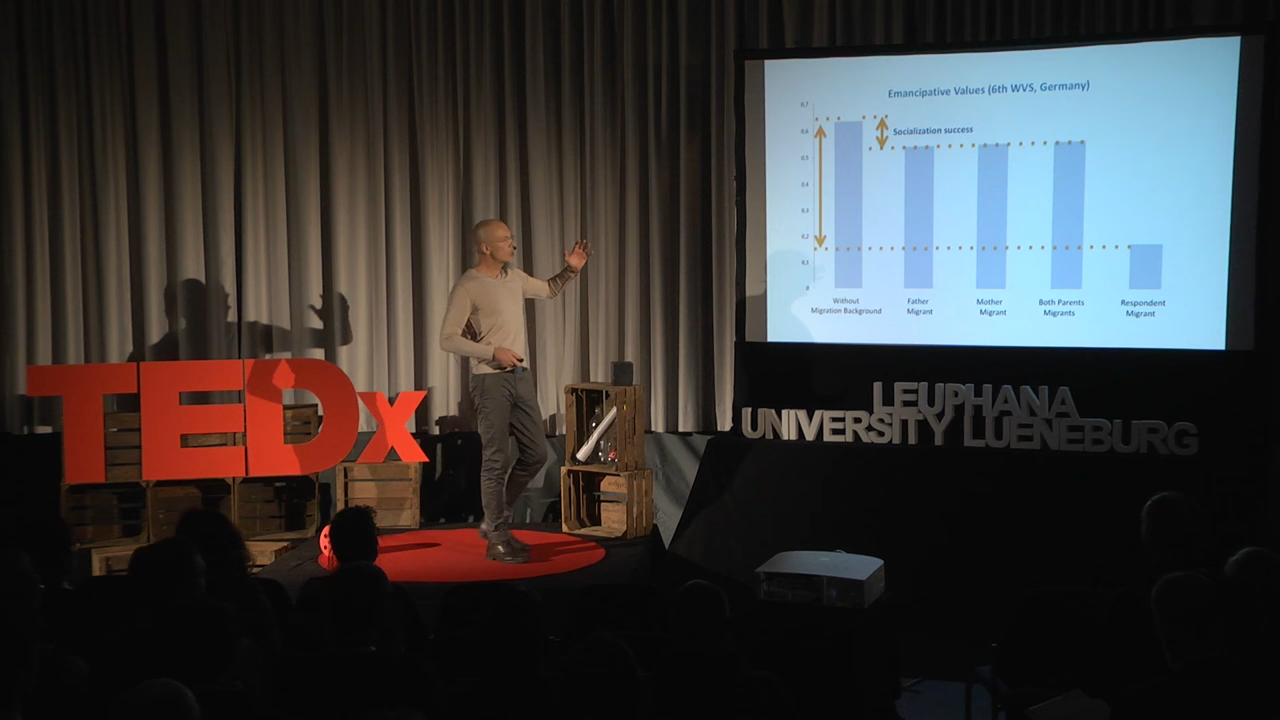 Emancipative Values (6th WVS, Germany)
0,7
0,6
0,5
0,4
0,3
0,2
0,1
0
Socialization success
Without
Migration Background
Father
Migrant
Mother
Migrant
Both Parents
Migrants
Respondent
Migrant
TEDx
LEUPHANA
UNIVERSITY LUENEBURG